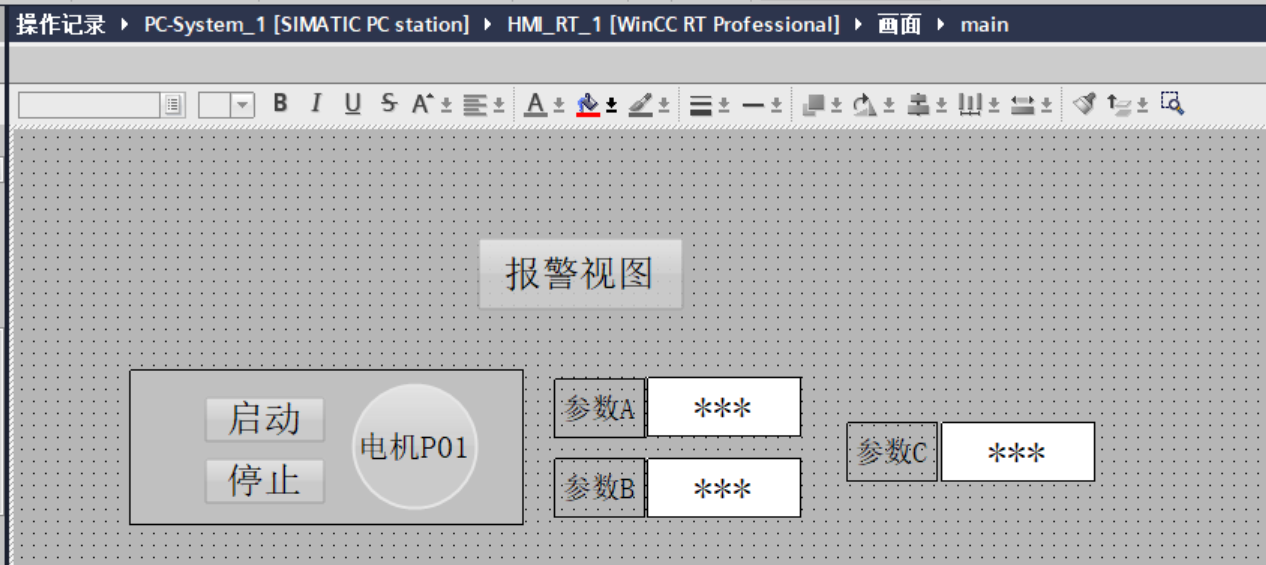 操作记录 ▸ PC-System_1 [SIMATIC PC station] ▸ HMI_RT_1 [WinCC RT Professional] ▸ 画面 ▸ main
B I U S A A
报警视图
启动
停止
电机P01
参数A ***
参数B ***
参数C ***